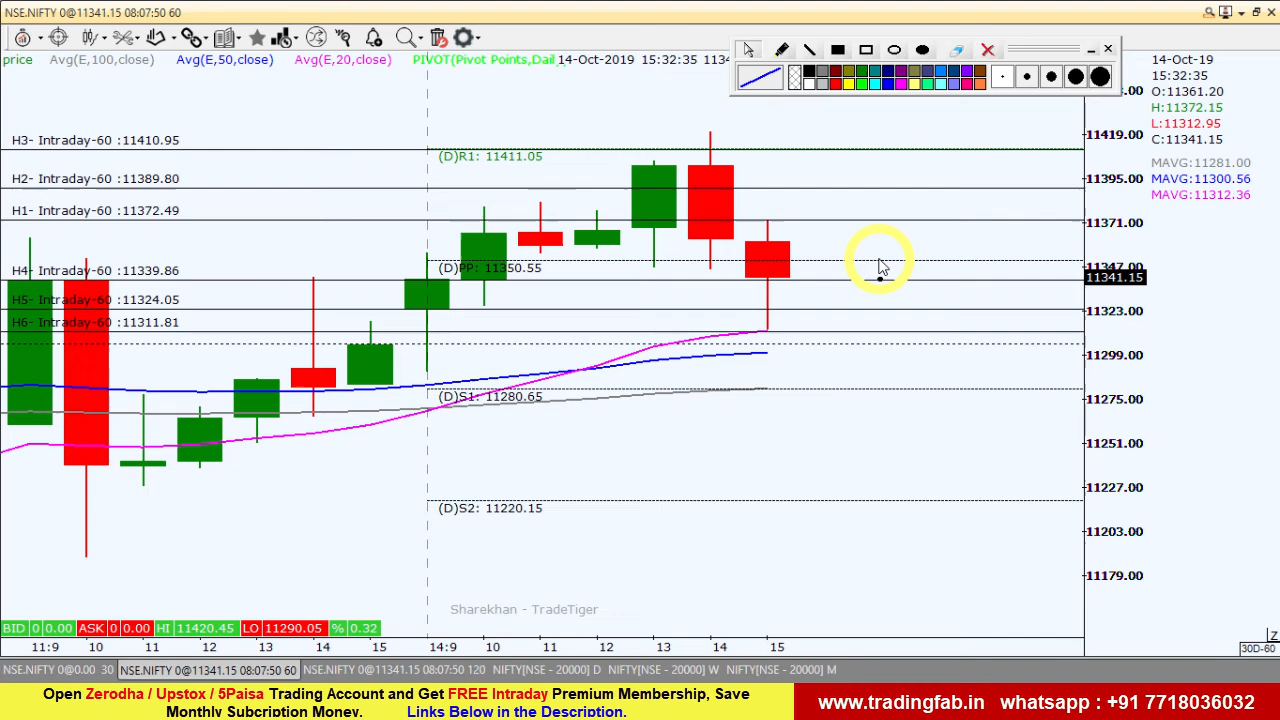 NSE.NIFTY 0@11341.15 08:07:50 60
price Avg(E,100,close) Avg(E,50,close) Avg(E,20,close) PIVOT(Pivot Points,Dail 14-Oct-2019 15:32:35
14-Oct-19
15:32:35
O:11361.20
H:11372.15
L:11312.95
C:11341.15
MAVG:11281.00
MAVG:11300.56
MAVG:11312.36
H3- Intraday-60 :11410.95
H2- Intraday-60 :11389.80
H1- Intraday-60 :11372.49
H4- Intraday-60 :11339.86
H5- Intraday-60 :11324.05
H6- Intraday-60 :11311.81
(D)R1: 11411.05
(D)PP: 11350.55
(D)S1: 11280.65
(D)S2: 11220.15
11419.00
11395.00
11371.00
11347.00
11341.15
11323.00
11299.00
11275.00
11251.00
11227.00
11203.00
11179.00
Sharekhan - TradeTiger
BID 0 0.00 ASK 0 0.00 HI 11420.45 LO 11290.05 % 0.32
11:9 10 11 12 13 14 15 14:9 10 11 12 13 14 15
Z
30D-60
NSE.NIFTY 0@0.00 30 NSE.NIFTY 0@11341.15 08:07:50 60 NSE.NIFTY 0@11341.15 08:07:50 120 NIFTY[NSE - 20000] D NIFTY[NSE - 20000] W NIFTY[NSE - 20000] M
Open Zerodha / Upstox / 5Paisa Trading Account and Get FREE Intraday Premium Membership, Save
Monthly Subcription Money. Links Below in the Description.
www.tradingfab.in whatsapp : +91 7718036032